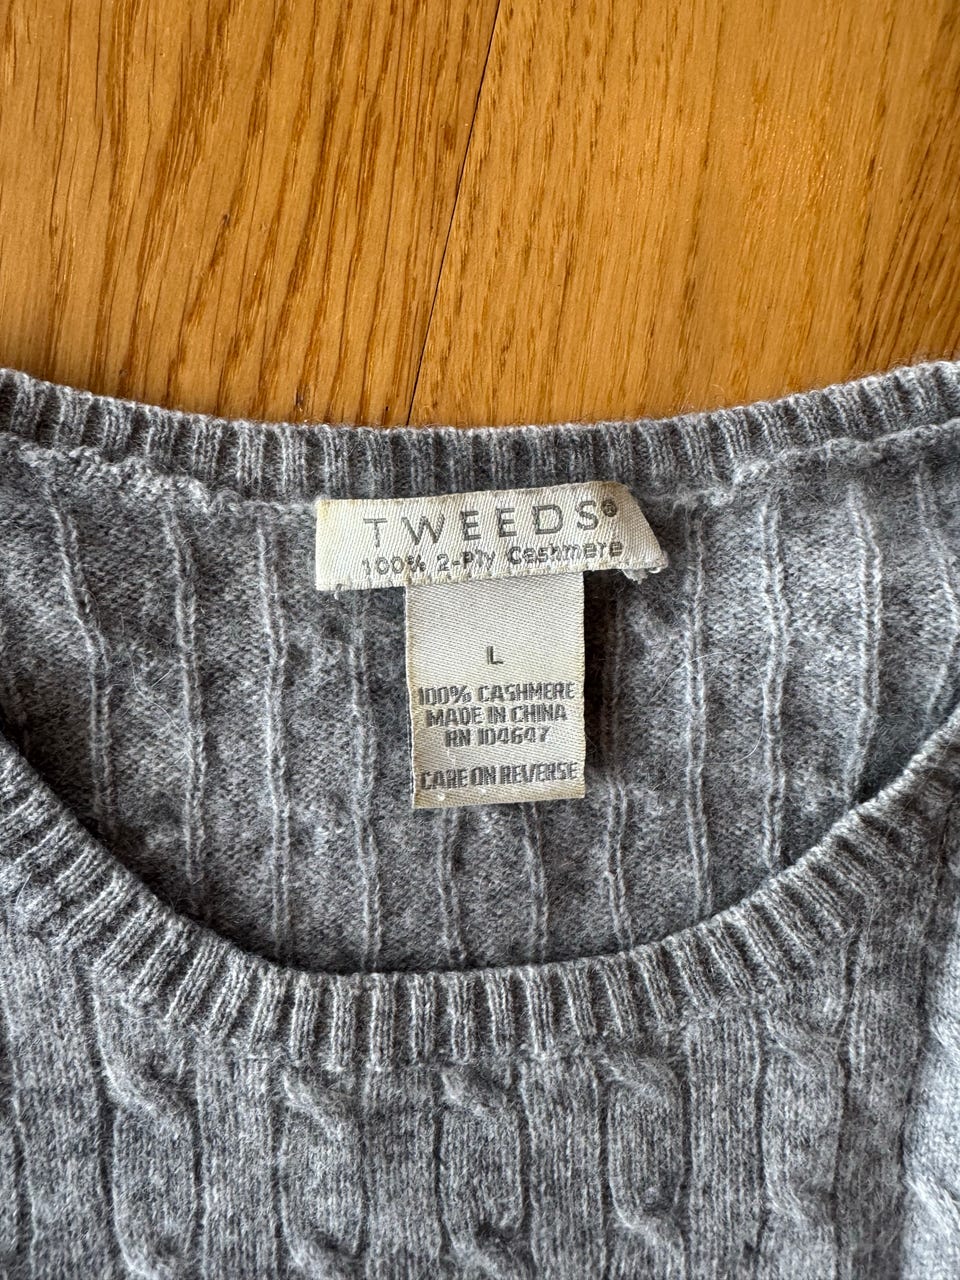 TWEEDS®
100% 2-Ply Cashmere
L
100% CASHMERE
MADE IN CHINA
RN 104647
CARE ON REVERSE